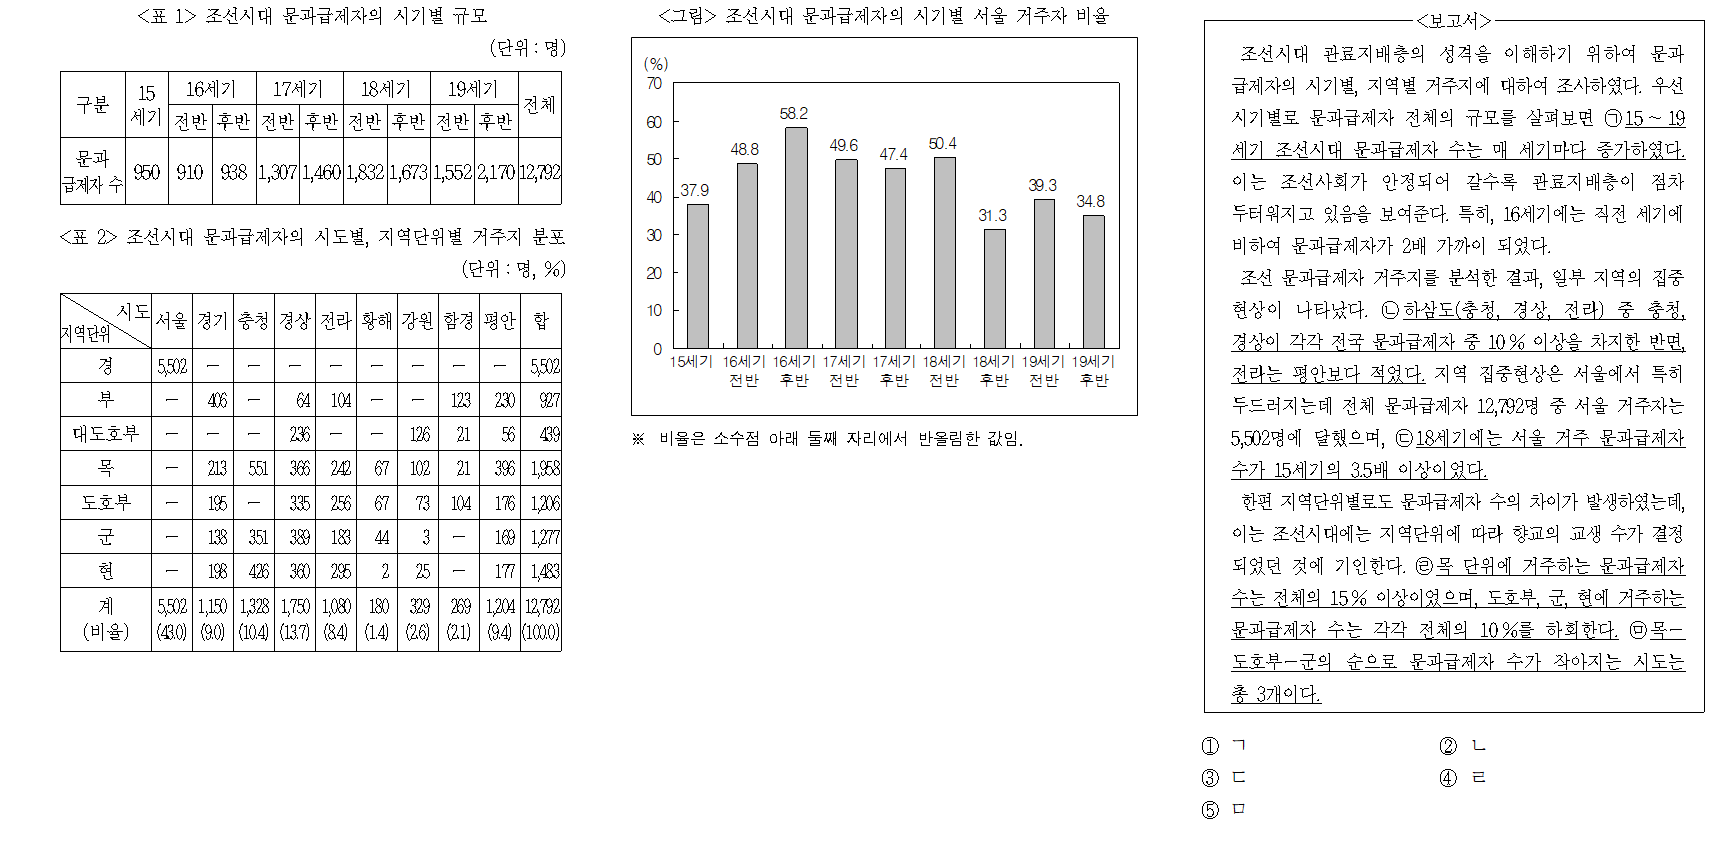 <표 1> 조선시대 문과급제자의 시기별 규모
(단위 : 명)
구분 15세기 16세기 17세기 18세기 19세기 전체
전반 후반 전반 후반 전반 후반 전반 후반
문과급제자 수 950 910 938 1,307 1,460 1,832 1,673 1,552 2,170 12,792
<표 2> 조선시대 문과급제자의 시도별, 지역단위별 거주지 분포
(단위 : 명, %)
지역단위 시도 서울 경기 충청 경상 전라 황해 강원 함경 평안 합
경 5,502 - - - - - - - - 5,502
부 - 406 - 64 104 - - 123 230 927
대도호부 - - - 236 - - 126 21 56 439
목 - 213 551 366 242 67 102 21 396 1,958
도호부 - 195 - 335 256 67 73 104 176 1,206
군 - 138 351 389 183 44 3 - 169 1,277
현 - 198 426 360 295 2 25 - 177 1,483
계 5,502 1,150 1,328 1,750 1,080 180 329 269 1,204 12,792
(비율) (43.0) (9.0) (10.4) (13.7) (8.4) (1.4) (2.6) (2.1) (9.4) (100.0)
<그림> 조선시대 문과급제자의 시기별 서울 거주자 비율
(%)
70
60
50
40
30
20
10
0
37.9 48.8 58.2 49.6 47.4 50.4 31.3 39.3 34.8
15세기 16세기 16세기 17세기 17세기 18세기 18세기 19세기 19세기
전반 후반 전반 후반 전반 후반 전반 후반
※ 비율은 소수점 아래 둘째 자리에서 반올림한 값임.
<보고서>
조선시대 관료지배층의 성격을 이해하기 위하여 문과
급제자의 시기별, 지역별 거주지에 대하여 조사하였다. 우선
시기별로 문과급제자 전체의 규모를 살펴보면 ㉠15 ~ 19
세기 조선시대 문과급제자 수는 매 세기마다 증가하였다.
이는 조선사회가 안정되어 갈수록 관료지배층이 점차
두터워지고 있음을 보여준다. 특히, 16세기에는 직전 세기에
비하여 문과급제자가 2배 가까이 되었다.
조선 문과급제자 거주지를 분석한 결과, 일부 지역의 집중
현상이 나타났다. ㉡하삼도(충청, 경상, 전라) 중 충청,
경상이 각각 전국 문과급제자 중 10% 이상을 차지한 반면,
전라는 평안보다 적었다. 지역 집중현상은 서울에서 특히
두드러지는데 전체 문과급제자 12,792명 중 서울 거주자는
5,502명에 달했으며, ㉢18세기에는 서울 거주 문과급제자
수가 15세기의 3.5배 이상이었다.
한편 지역단위별로도 문과급제자 수의 차이가 발생하였는데,
이는 조선시대에는 지역단위에 따라 향교의 교생 수가 결정
되었던 것에 기인한다. ㉣목 단위에 거주하는 문과급제자
수는 전체의 15% 이상이었으며, 도호부, 군, 현에 거주하는
문과급제자 수는 각각 전체의 10%를 하회한다. ㉤목-
도호부-군의 순으로 문과급제자 수가 작아지는 시도는
총 3개이다.
① ㄱ ② ㄴ
③ ㄷ ④ ㄹ
⑤ ㅁ